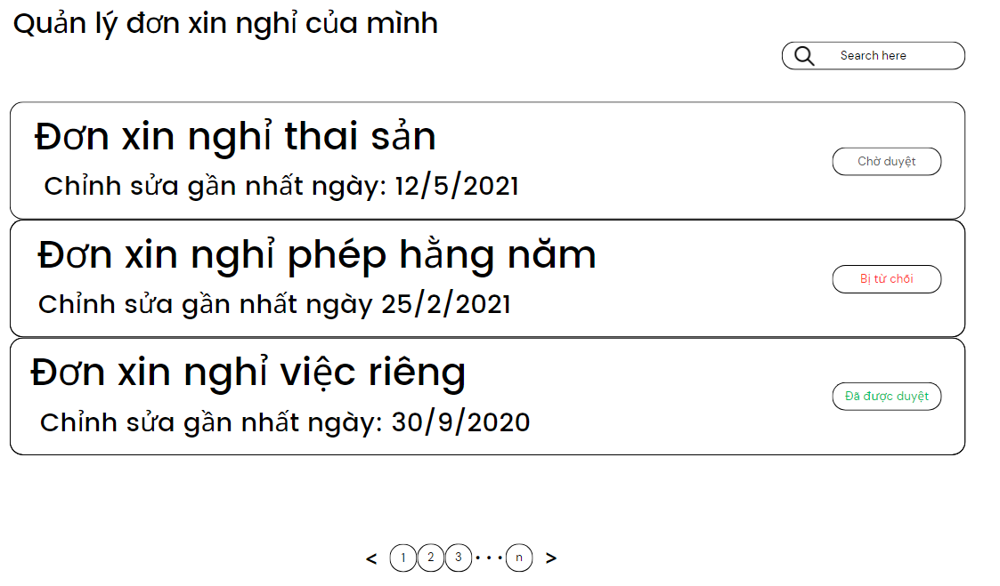 Quản lý đơn xin nghỉ của mình
Search here
Đơn xin nghỉ thai sản
Chỉnh sửa gần nhất ngày: 12/5/2021
Chờ duyệt
Đơn xin nghỉ phép hằng năm
Chỉnh sửa gần nhất ngày 25/2/2021
Bị từ chối
Đơn xin nghỉ việc riêng
Chỉnh sửa gần nhất ngày: 30/9/2020
Đã được duyệt
< 1 2 3 ··· n >